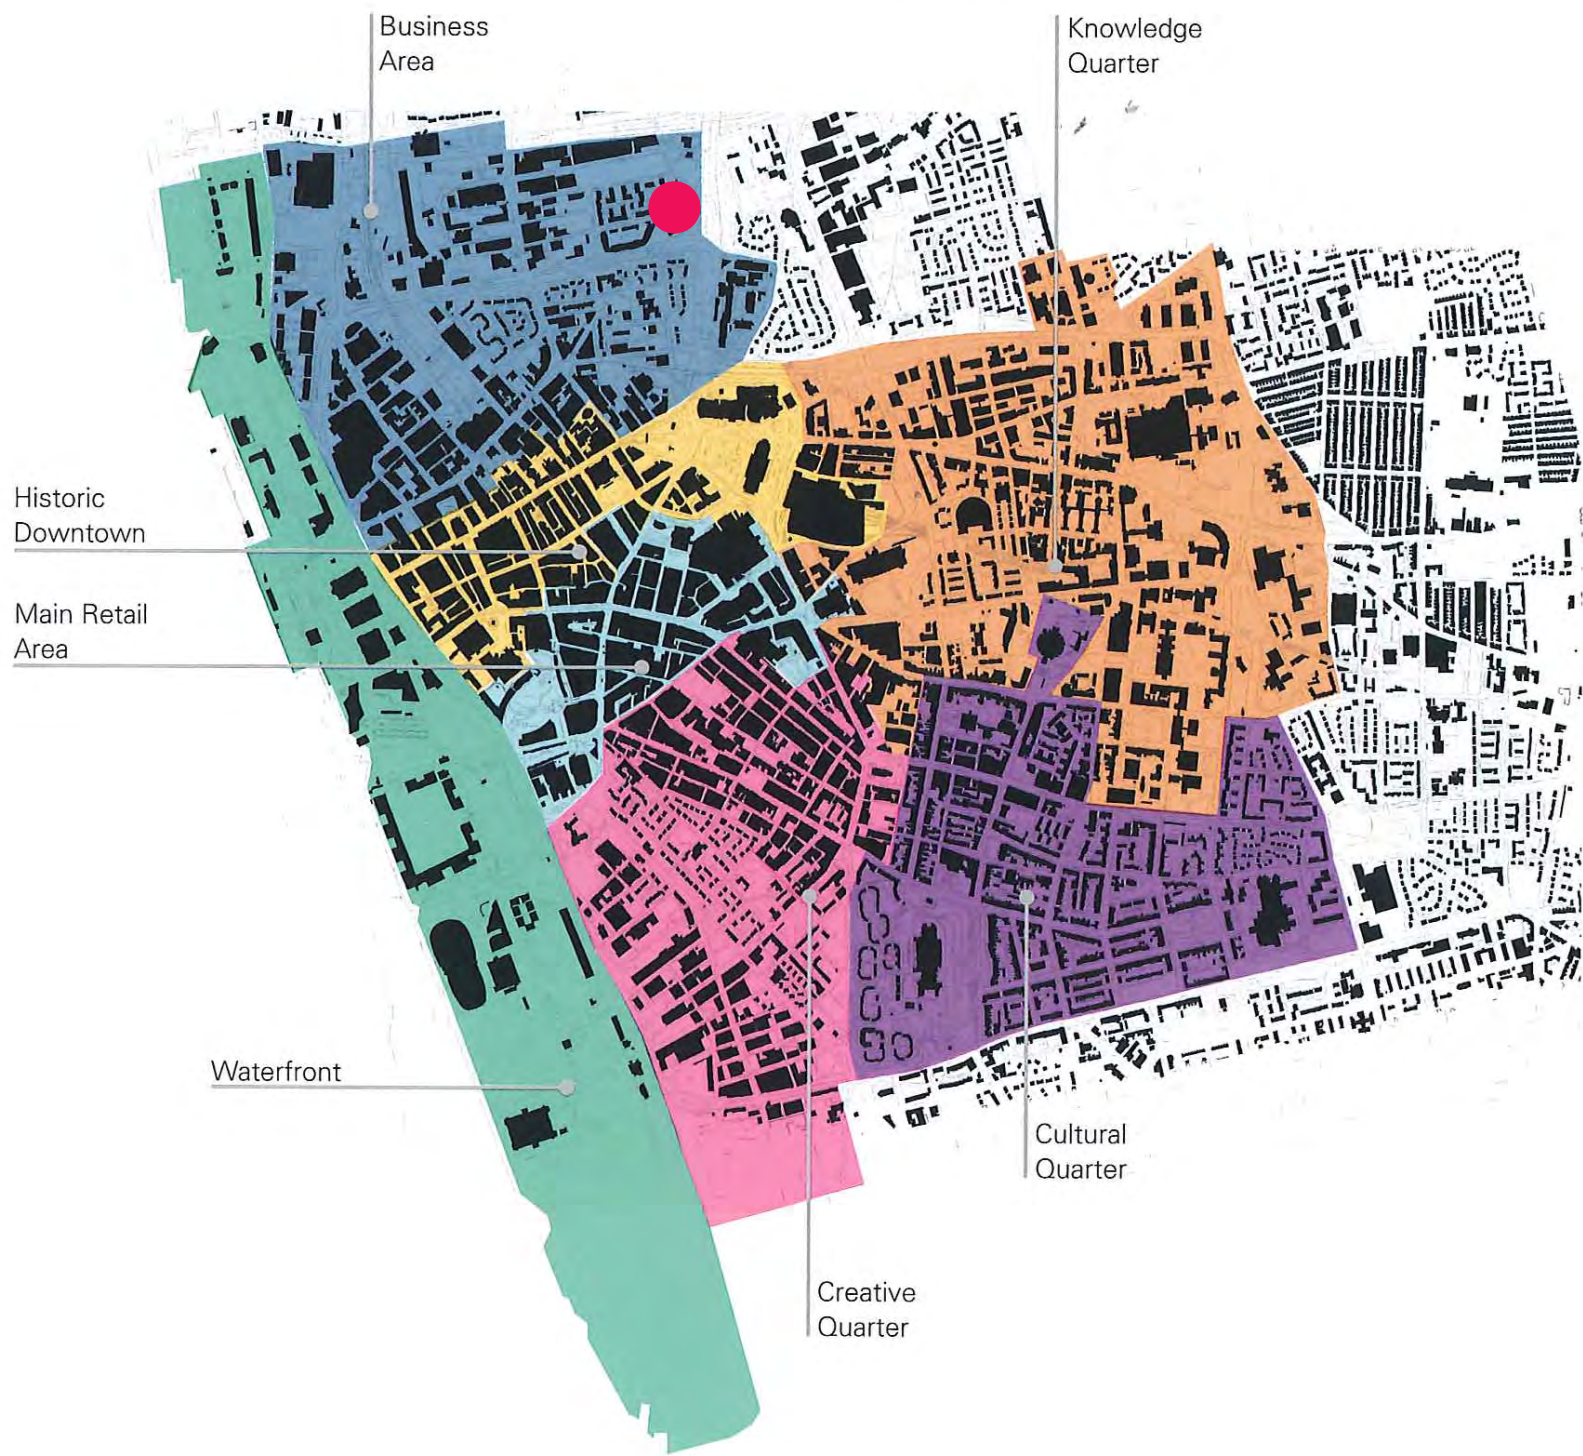 Business
Area
Knowledge
Quarter
Historic
Downtown
Main Retail
Area
Waterfront
Cultural
Quarter
Creative
Quarter